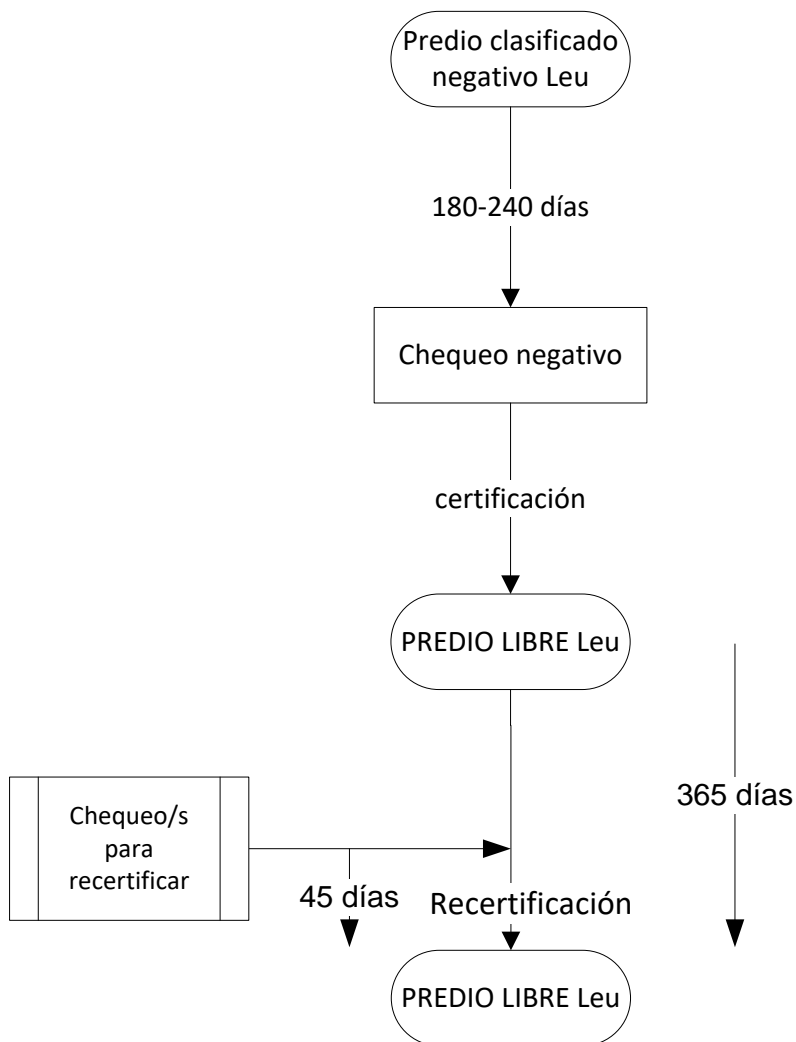 Predio clasificado
negativo Leu
180-240 días
Chequeo negativo
certificación
PREDIO LIBRE Leu
365 días
Chequeo/s
para
recertificar
45 días
Recertificación
PREDIO LIBRE Leu